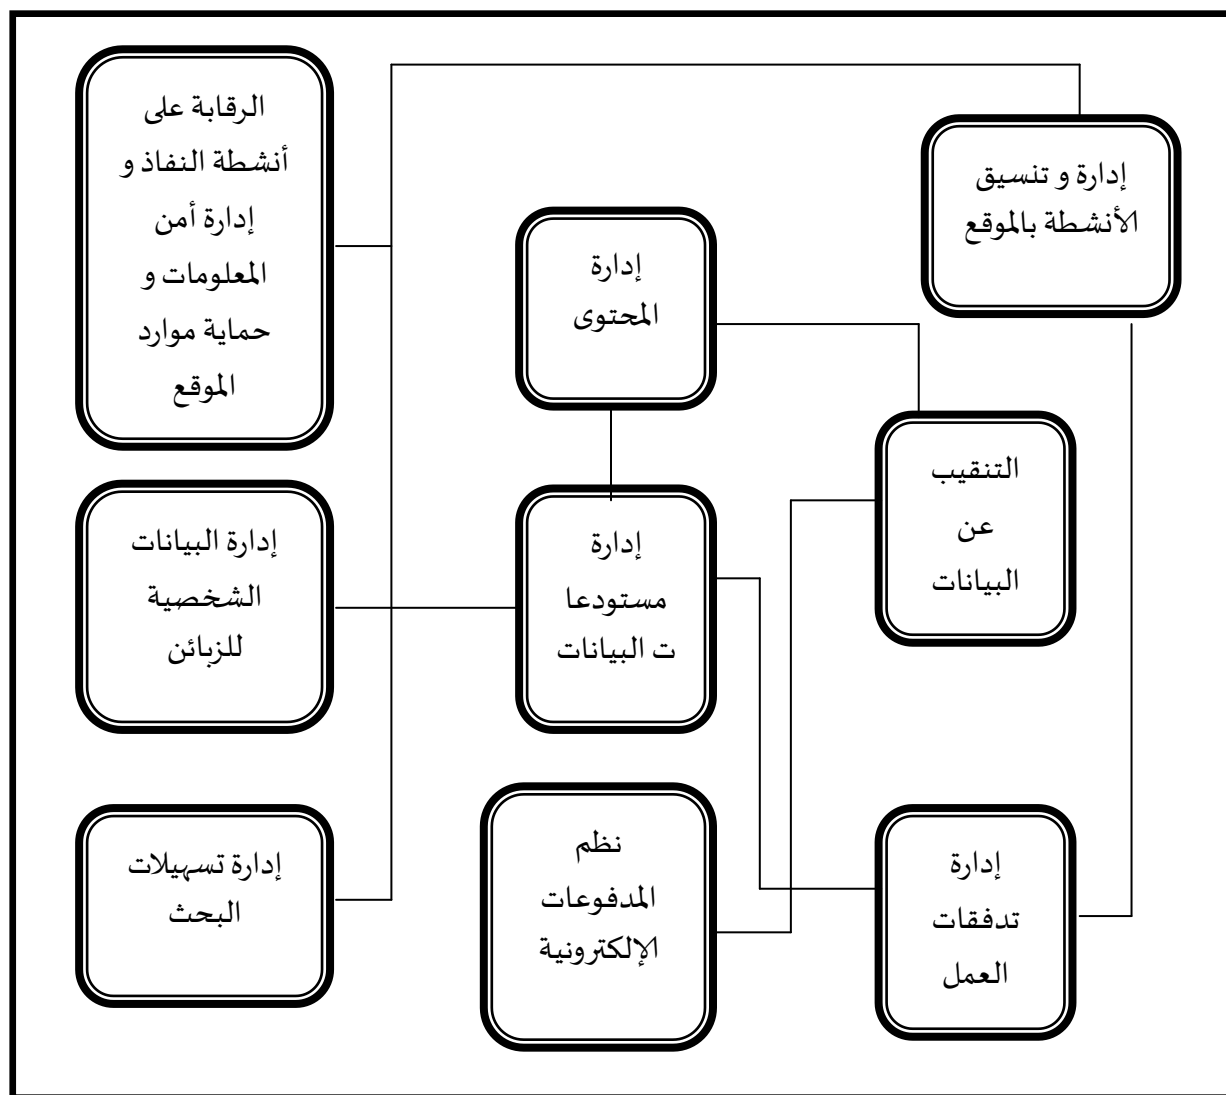 الرقابة على
أنشطة النفاذ و
إدارة أمن
المعلومات و
حماية موارد
الموقع
إدارة و تنسيق
الأنشطة بالموقع
إدارة
المحتوى
التنقيب
عن
البيانات
إدارة البيانات
الشخصية
للزبائن
إدارة
مستودعا
ت البيانات
إدارة تسهيلات
البحث
نظم
المدفوعات
الإلكترونية
إدارة
تدفقات
العمل